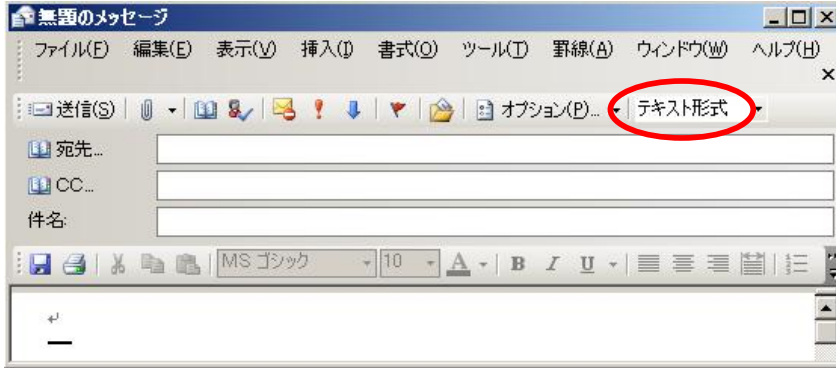 無題のメッセージ
ファイル(F) 編集(E) 表示(V) 挿入(I) 書式(O) ツール(T) 罫線(A) ウィンドウ(W) ヘルプ(H)
送信(S) オプション(P)... テキスト形式
宛先...
CC...
件名:
MS ゴシック 10 A B I U